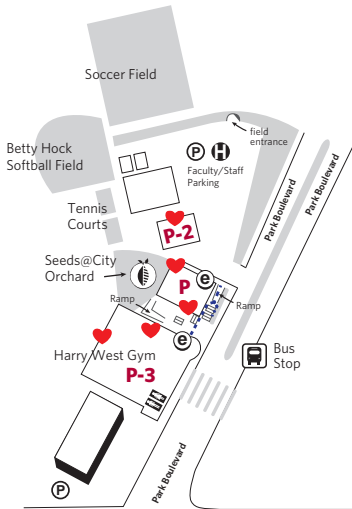 Soccer Field
field
entrance
Betty Hock
Softball Field
P
H
Faculty/Staff
Parking
Park Boulevard
Park Boulevard
Tennis
Courts
P-2
Seeds@City
Orchard
e
P
Ramp
Ramp
e
Harry West Gym
P-3
Bus
Stop
Park Boulevard
P